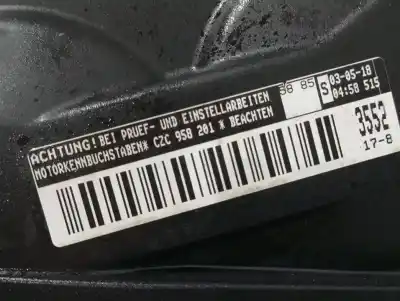 ACHTUNG! BEI PRUEF- UND EINSTELLARBEITEN
MOTORKENNBUCHSTABEN* CZC 958 201 * BEACHTEN
S 03-05-18
04:58 515
3552
17-8